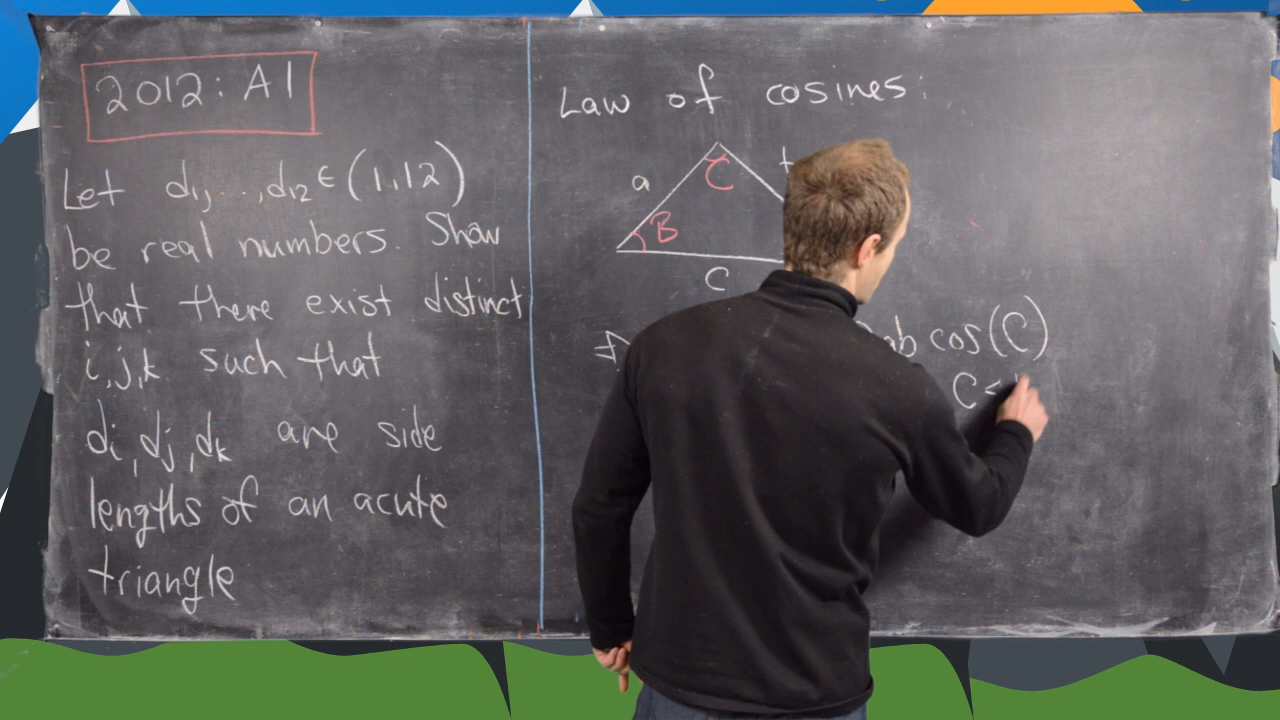 2012: A1
Let d1, ..., d12 ∈ (1,12)
be real numbers. Show
that there exist distinct
i,j,k such that
di, dj, dk are side
lengths of an acute
triangle
Law of cosines:
C
a
B
C
ab cos(C)
C <